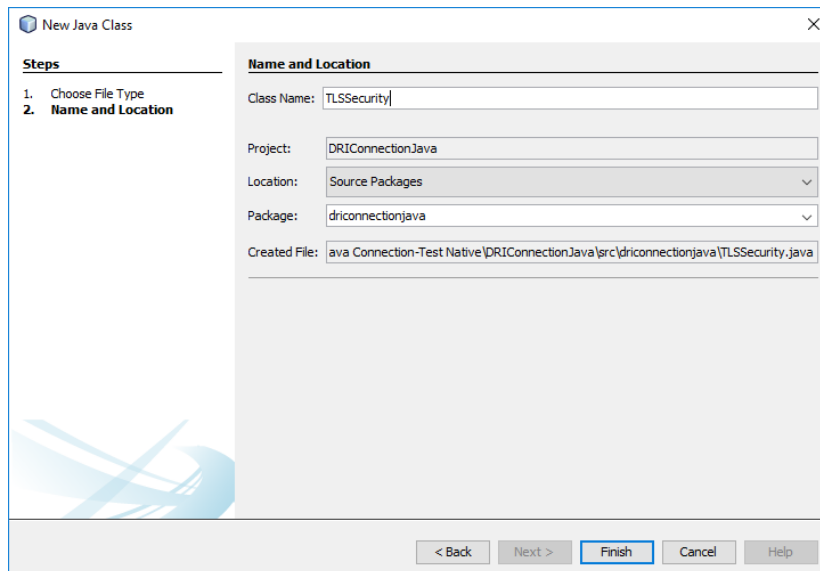 New Java Class
Steps
1. Choose File Type
2. Name and Location
Name and Location
Class Name: TLSSecurity
Project: DRIConnectionJava
Location: Source Packages
Package: driconnectionjava
Created File: ava Connection-Test Native\DRIConnectionJava\src\driconnectionjava\TLSSecurity.java
< Back Next > Finish Cancel Help